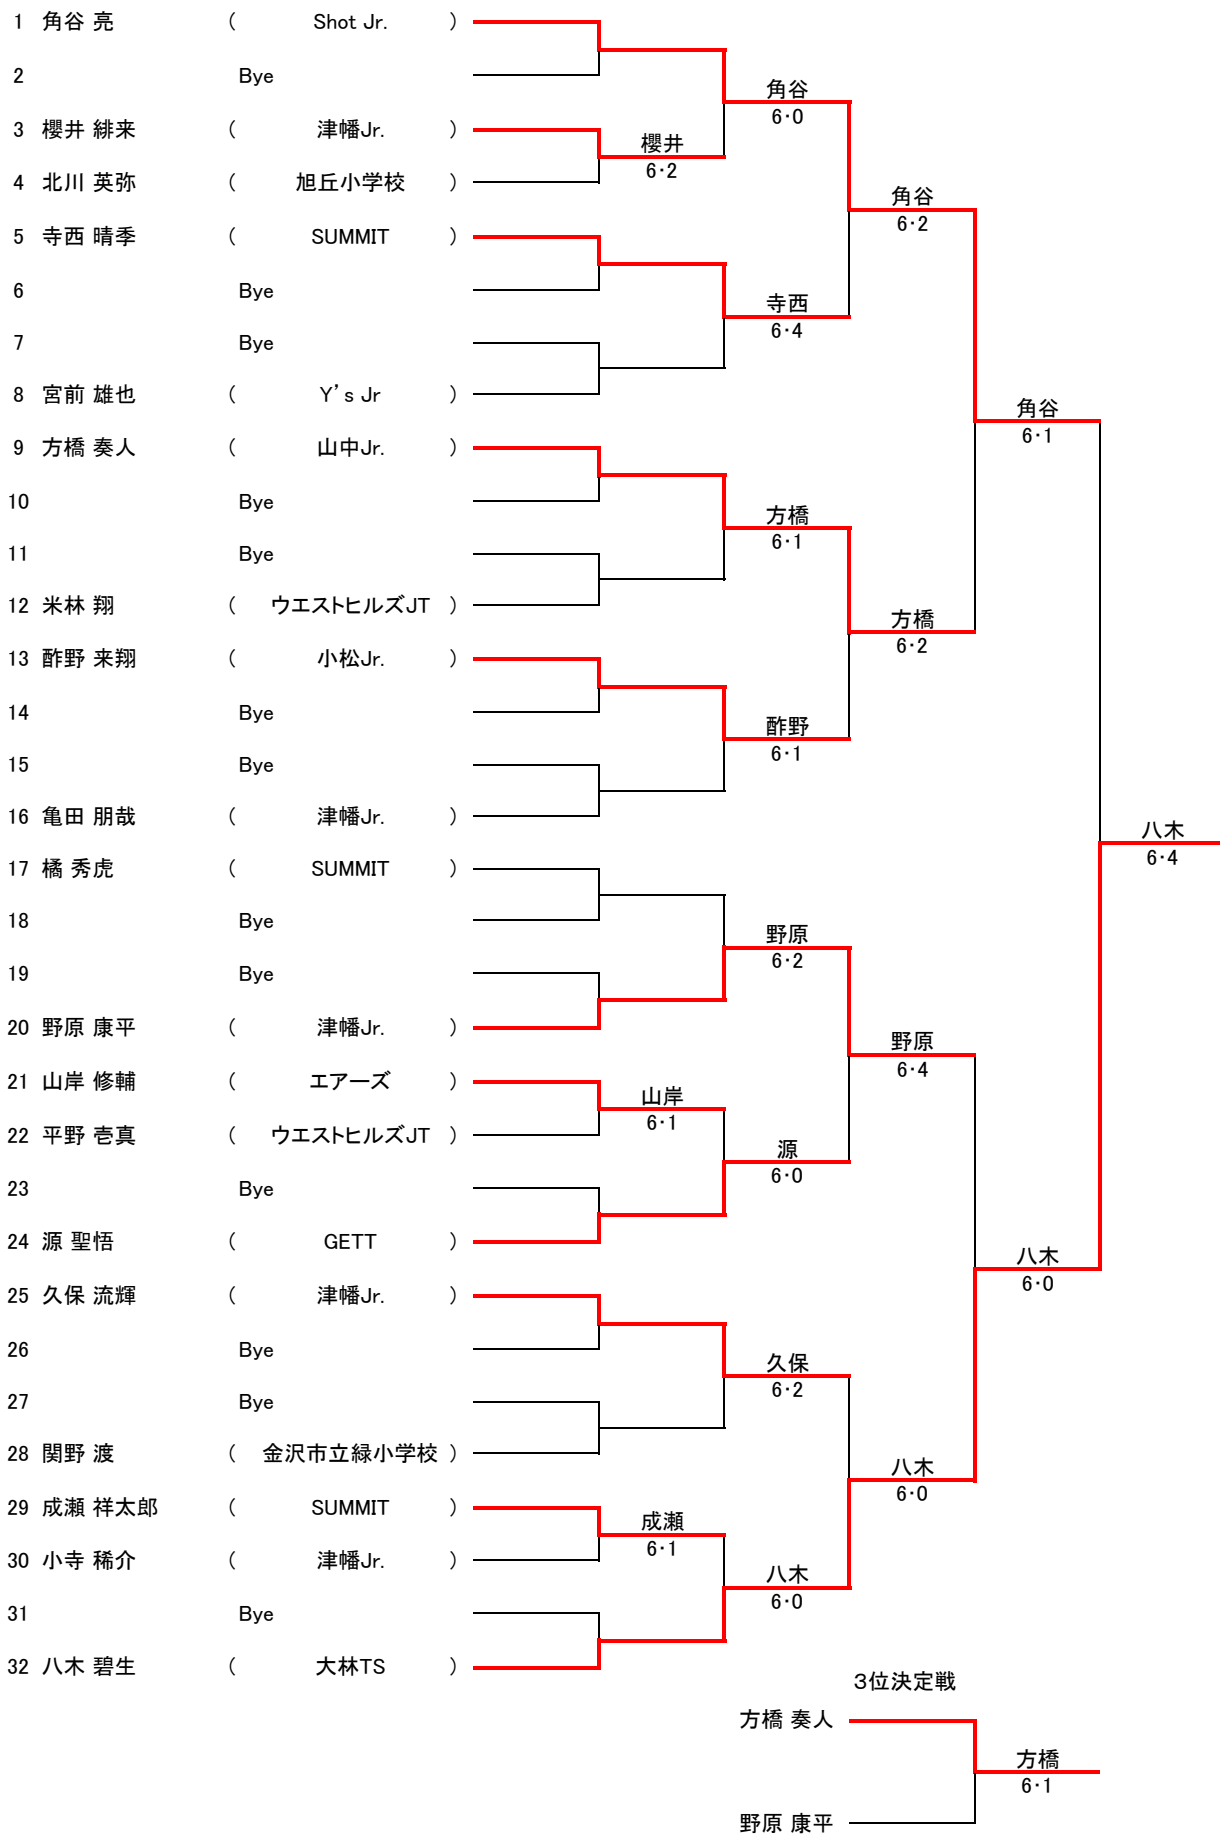 1 角谷 亮 ( Shot Jr. )
2 Bye
角谷
6・0
3 櫻井 緋来 ( 津幡Jr. )
櫻井
6・2
4 北川 英弥 ( 旭丘小学校 )
角谷
6・2
5 寺西 晴季 ( SUMMIT )
6 Bye
寺西
6・4
7 Bye
8 宮前 雄也 ( Y's Jr )
角谷
6・1
9 方橋 奏人 ( 山中Jr. )
10 Bye
方橋
6・1
11 Bye
12 米林 翔 ( ウエストヒルズJT )
方橋
6・2
13 酢野 来翔 ( 小松Jr. )
14 Bye
酢野
6・1
15 Bye
16 亀田 朋哉 ( 津幡Jr. )
八木
6・4
17 橘 秀虎 ( SUMMIT )
18 Bye
野原
6・2
19 Bye
20 野原 康平 ( 津幡Jr. )
野原
6・4
21 山岸 修輔 ( エアーズ )
山岸
6・1
22 平野 壱真 ( ウエストヒルズJT )
源
6・0
23 Bye
24 源 聖悟 ( GETT )
八木
6・0
25 久保 流輝 ( 津幡Jr. )
26 Bye
久保
6・2
27 Bye
28 関野 渡 ( 金沢市立緑小学校 )
八木
6・0
29 成瀬 祥太郎 ( SUMMIT )
成瀬
6・1
30 小寺 稀介 ( 津幡Jr. )
八木
6・0
31 Bye
32 八木 碧生 ( 大林TS )
3位決定戦
方橋 奏人
方橋
6・1
野原 康平